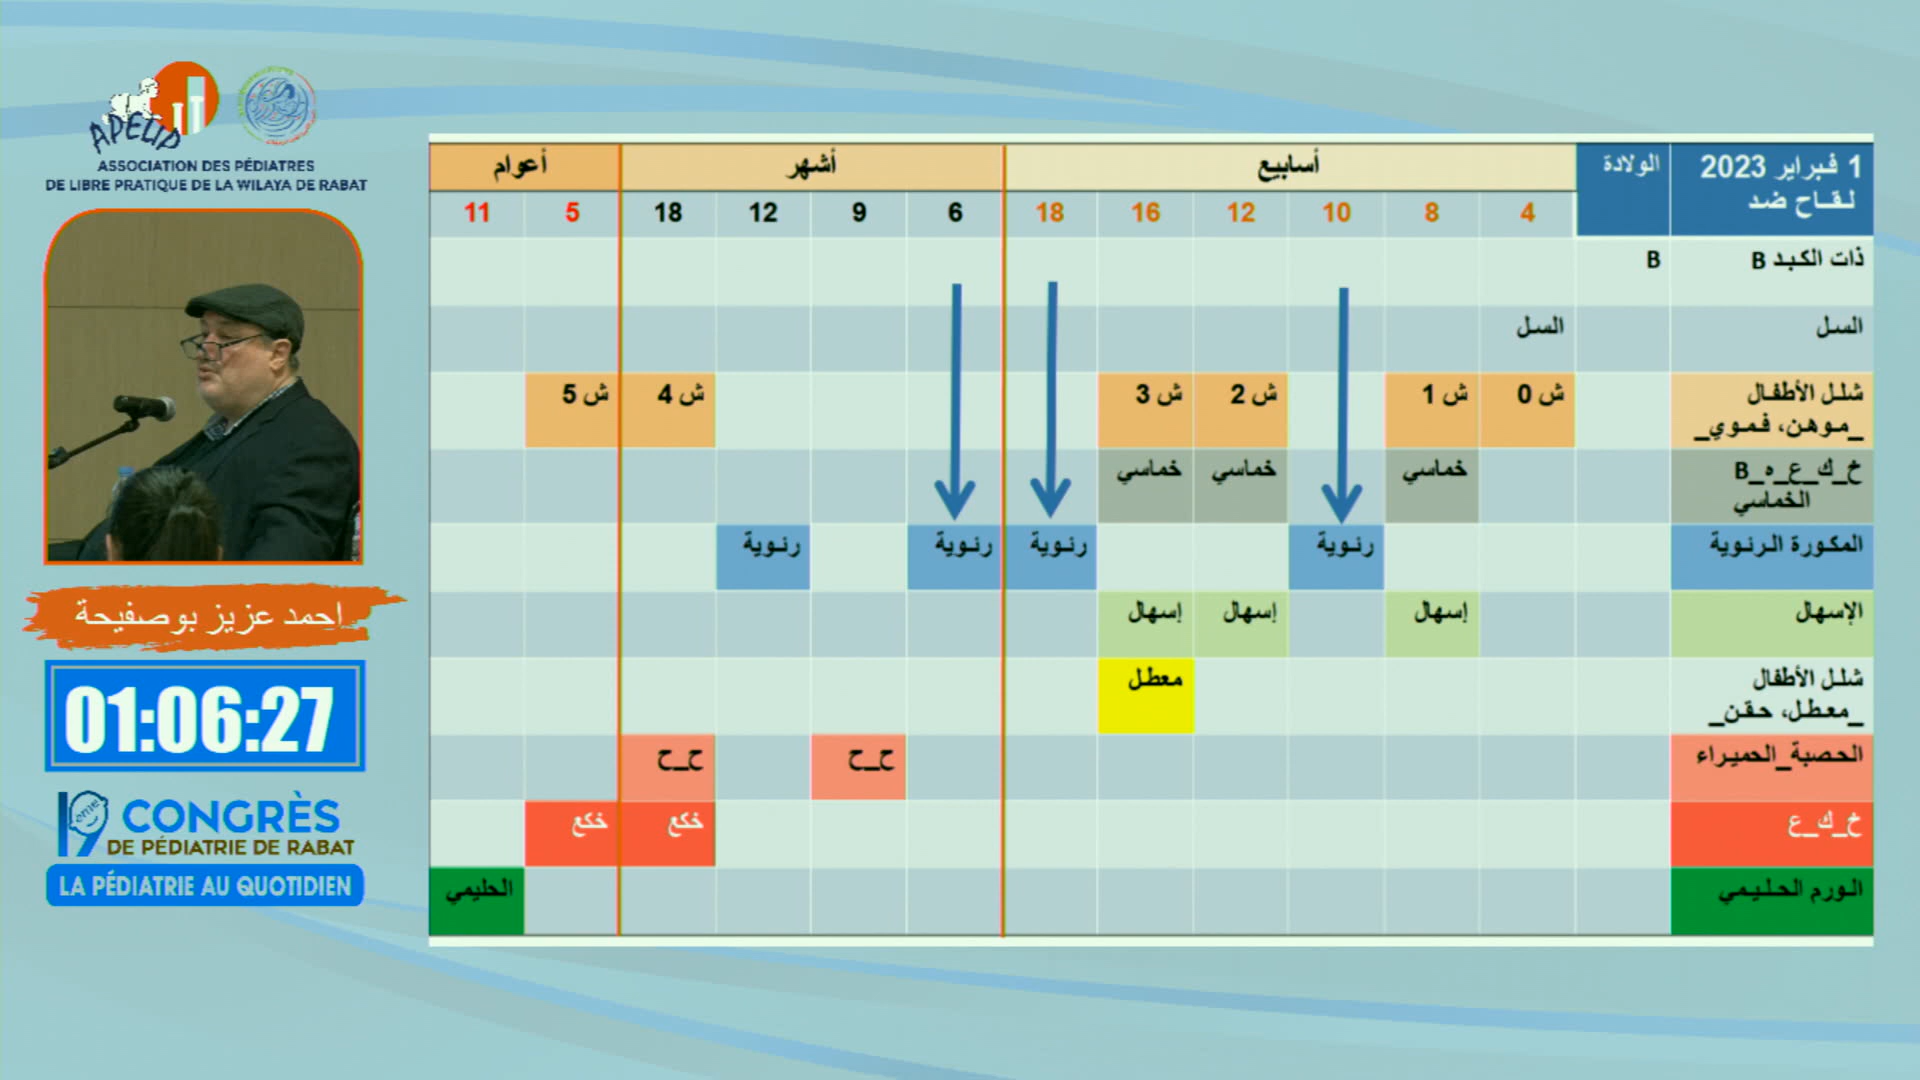 APELIP
ASSOCIATION DES PÉDIATRES
DE LIBRE PRATIQUE DE LA WILAYA DE RABAT
احمد عزيز بوصفيحة
01:06:27
19 ème CONGRÈS
DE PÉDIATRIE DE RABAT
LA PÉDIATRIE AU QUOTIDIEN
1 فبراير 2023 الولادة أسابيع أشهر أعوام
لقاح ضد 4 8 10 12 16 18 6 9 12 18 5 11
ذات الكبد B B
السل السل
شلل الأطفال ش 0 ش 1 ش 2 ش 3 ش 4 ش 5
_موهن، فموي_
خ_ك_ع_ه_B خماسي خماسي خماسي
الخماسي
المكورة الرئوية رئوية رئوية رئوية رئوية
الإسهال إسهال إسهال إسهال
شلل الأطفال معطل
_معطل، حقن_
الحصبة_الحميراء ح_ح ح_ح
خ_ك_ع خكع خكع
الورم الحليمي الحليمي